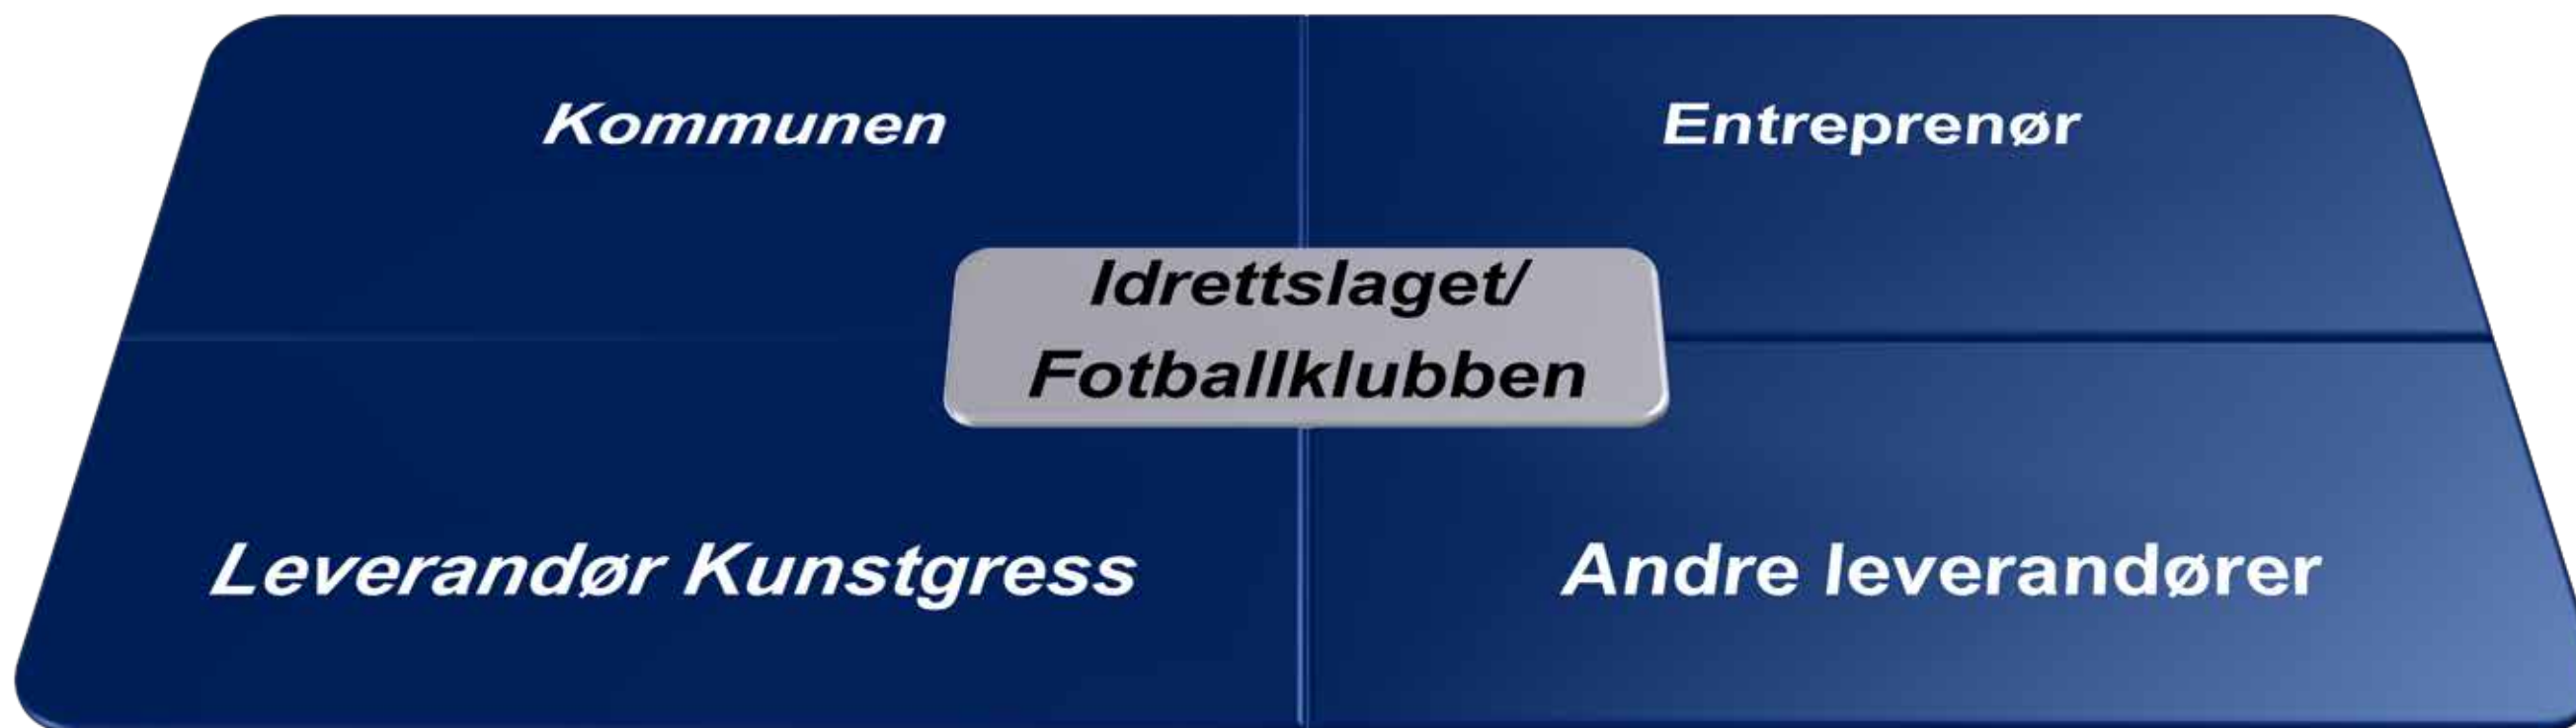 Kommunen
Entreprenør
Idrettslaget/
Fotballklubben
Leverandør Kunstgress
Andre leverandører